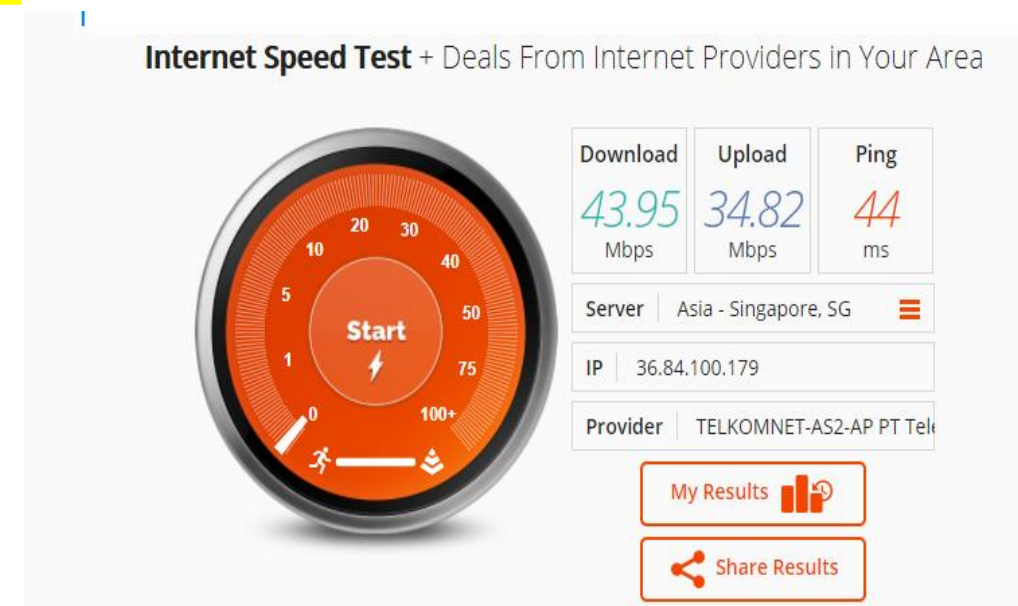 Internet Speed Test + Deals From Internet Providers in Your Area
Download
43.95
Mbps
Upload
34.82
Mbps
Ping
44
ms
0
1
5
10
20
30
40
50
75
100+
Start
Server Asia - Singapore, SG
IP 36.84.100.179
Provider TELKOMNET-AS2-AP PT Tele
My Results
Share Results